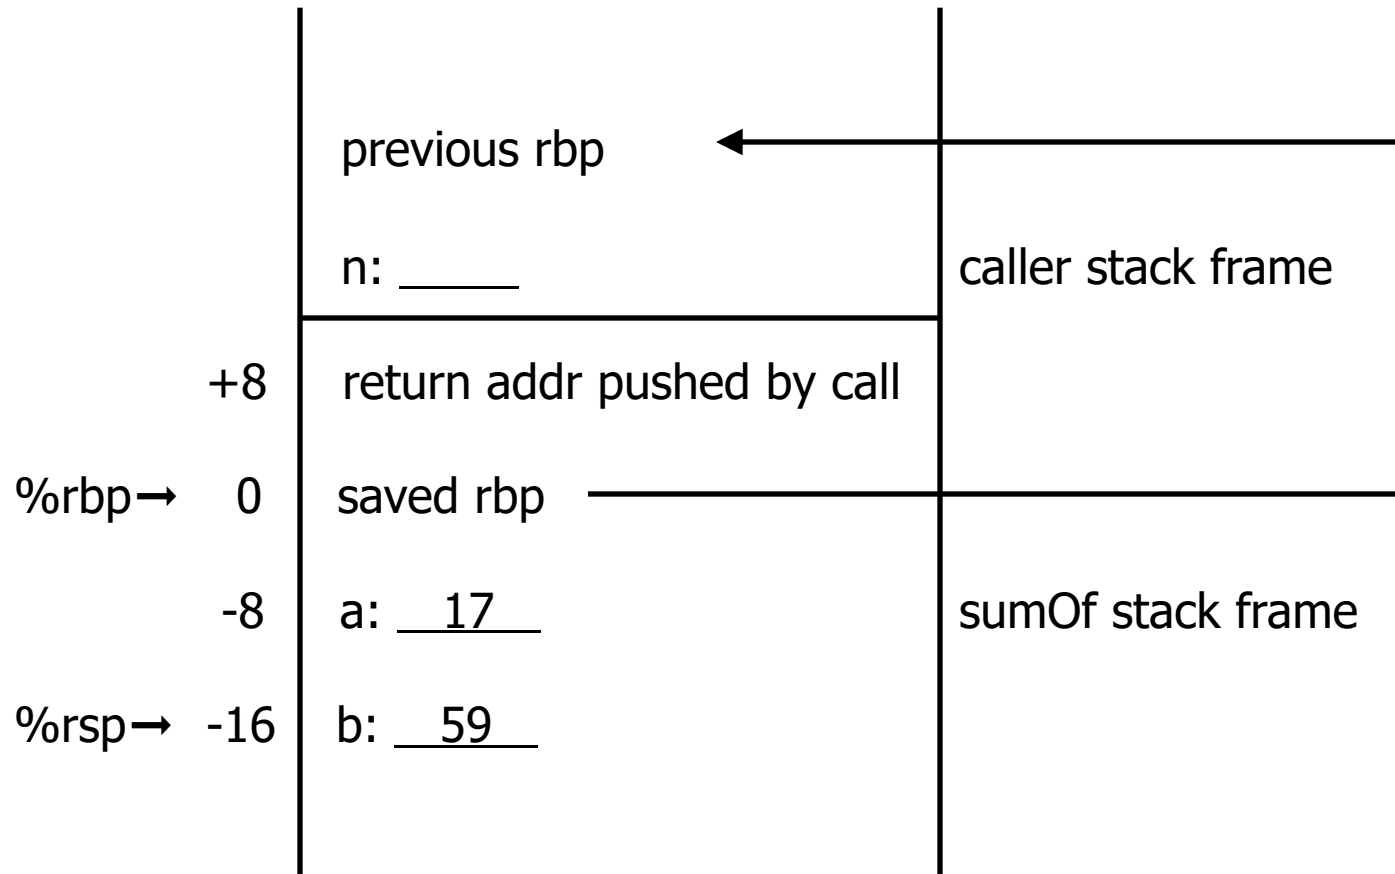 previous rbp
n: _____ caller stack frame
+8 return addr pushed by call
%rbp→ 0 saved rbp
-8 a: 17 sumOf stack frame
%rsp→ -16 b: 59